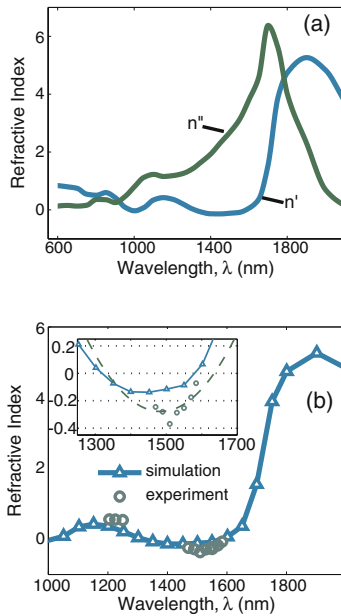 (a)
6
4
2
0
Refractive Index
n"
n'
600 1000 1400 1800
Wavelength, λ (nm)
6
4
2
0
Refractive Index
(b)
0.2
0
-0.2
-0.4
1300 1500 1700
simulation
experiment
1000 1200 1400 1600 1800
Wavelength, λ (nm)